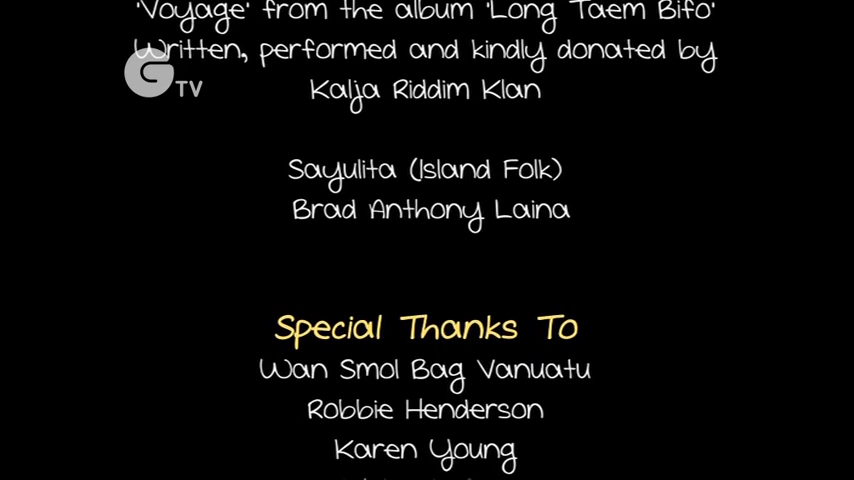 'Voyage' from the album 'Long Taem Bifo'
Written, performed and kindly donated by
G TV
Kalja Riddim Klan
Sayulita (Island Folk)
Brad Anthony Laina
Special Thanks To
Wan Smol Bag Vanuatu
Robbie Henderson
Karen Young